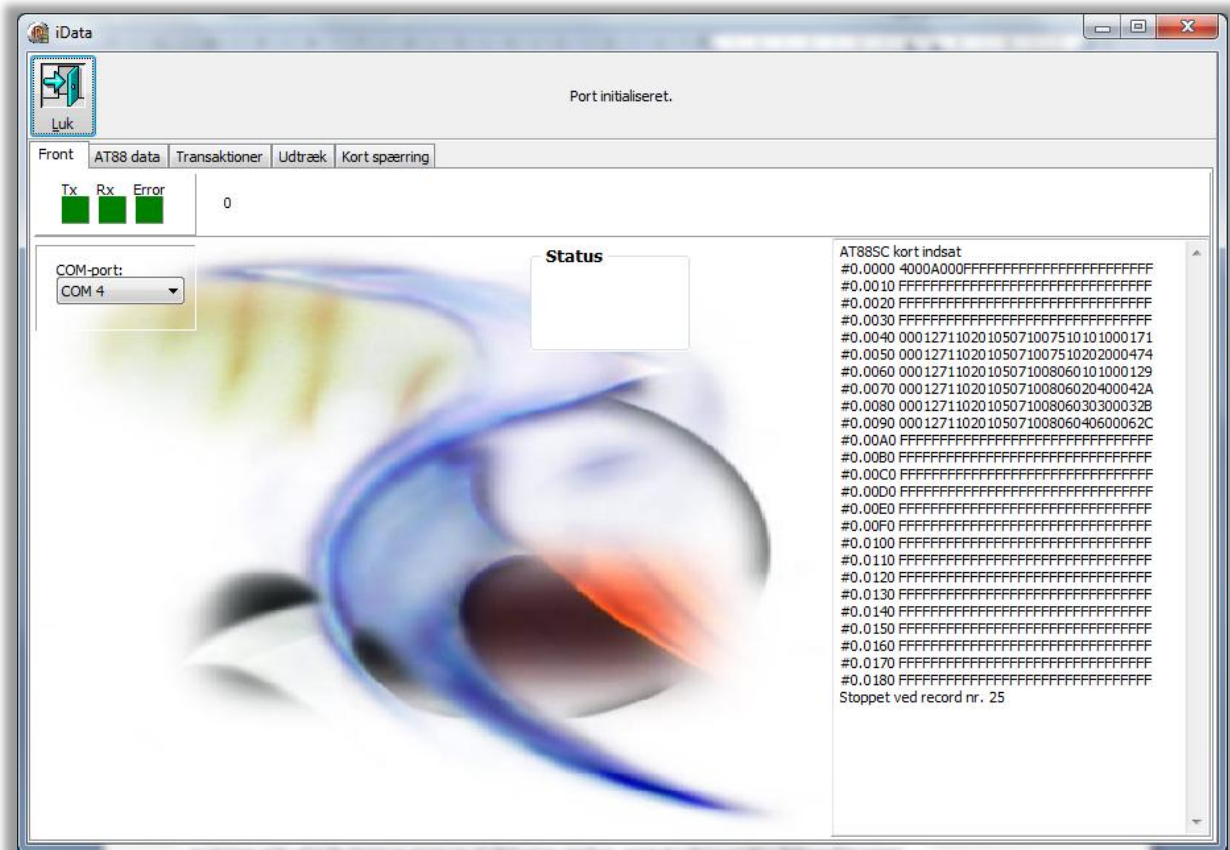 iData
Luk
Port initialiseret.
Front AT88 data Transaktioner Udtræk Kort spærring
Tx Rx Error
0
COM-port:
COM 4
Status
AT88SC kort indsat
#0.0000 4000A000FFFFFFFFFFFFFFFFFFFFFFFF
#0.0010 FFFFFFFFFFFFFFFFFFFFFFFFFFFFFFFF
#0.0020 FFFFFFFFFFFFFFFFFFFFFFFFFFFFFFFF
#0.0030 FFFFFFFFFFFFFFFFFFFFFFFFFFFFFFFF
#0.0040 00012711020105071007510101000171
#0.0050 00012711020105071007510202000474
#0.0060 00012711020105071008060101000129
#0.0070 0001271102010507100806020400042A
#0.0080 0001271102010507100806030300032B
#0.0090 0001271102010507100806040600062C
#0.00A0 FFFFFFFFFFFFFFFFFFFFFFFFFFFFFFFF
#0.00B0 FFFFFFFFFFFFFFFFFFFFFFFFFFFFFFFF
#0.00C0 FFFFFFFFFFFFFFFFFFFFFFFFFFFFFFFF
#0.00D0 FFFFFFFFFFFFFFFFFFFFFFFFFFFFFFFF
#0.00E0 FFFFFFFFFFFFFFFFFFFFFFFFFFFFFFFF
#0.00F0 FFFFFFFFFFFFFFFFFFFFFFFFFFFFFFFF
#0.0100 FFFFFFFFFFFFFFFFFFFFFFFFFFFFFFFF
#0.0110 FFFFFFFFFFFFFFFFFFFFFFFFFFFFFFFF
#0.0120 FFFFFFFFFFFFFFFFFFFFFFFFFFFFFFFF
#0.0130 FFFFFFFFFFFFFFFFFFFFFFFFFFFFFFFF
#0.0140 FFFFFFFFFFFFFFFFFFFFFFFFFFFFFFFF
#0.0150 FFFFFFFFFFFFFFFFFFFFFFFFFFFFFFFF
#0.0160 FFFFFFFFFFFFFFFFFFFFFFFFFFFFFFFF
#0.0170 FFFFFFFFFFFFFFFFFFFFFFFFFFFFFFFF
#0.0180 FFFFFFFFFFFFFFFFFFFFFFFFFFFFFFFF
Stoppet ved record nr. 25